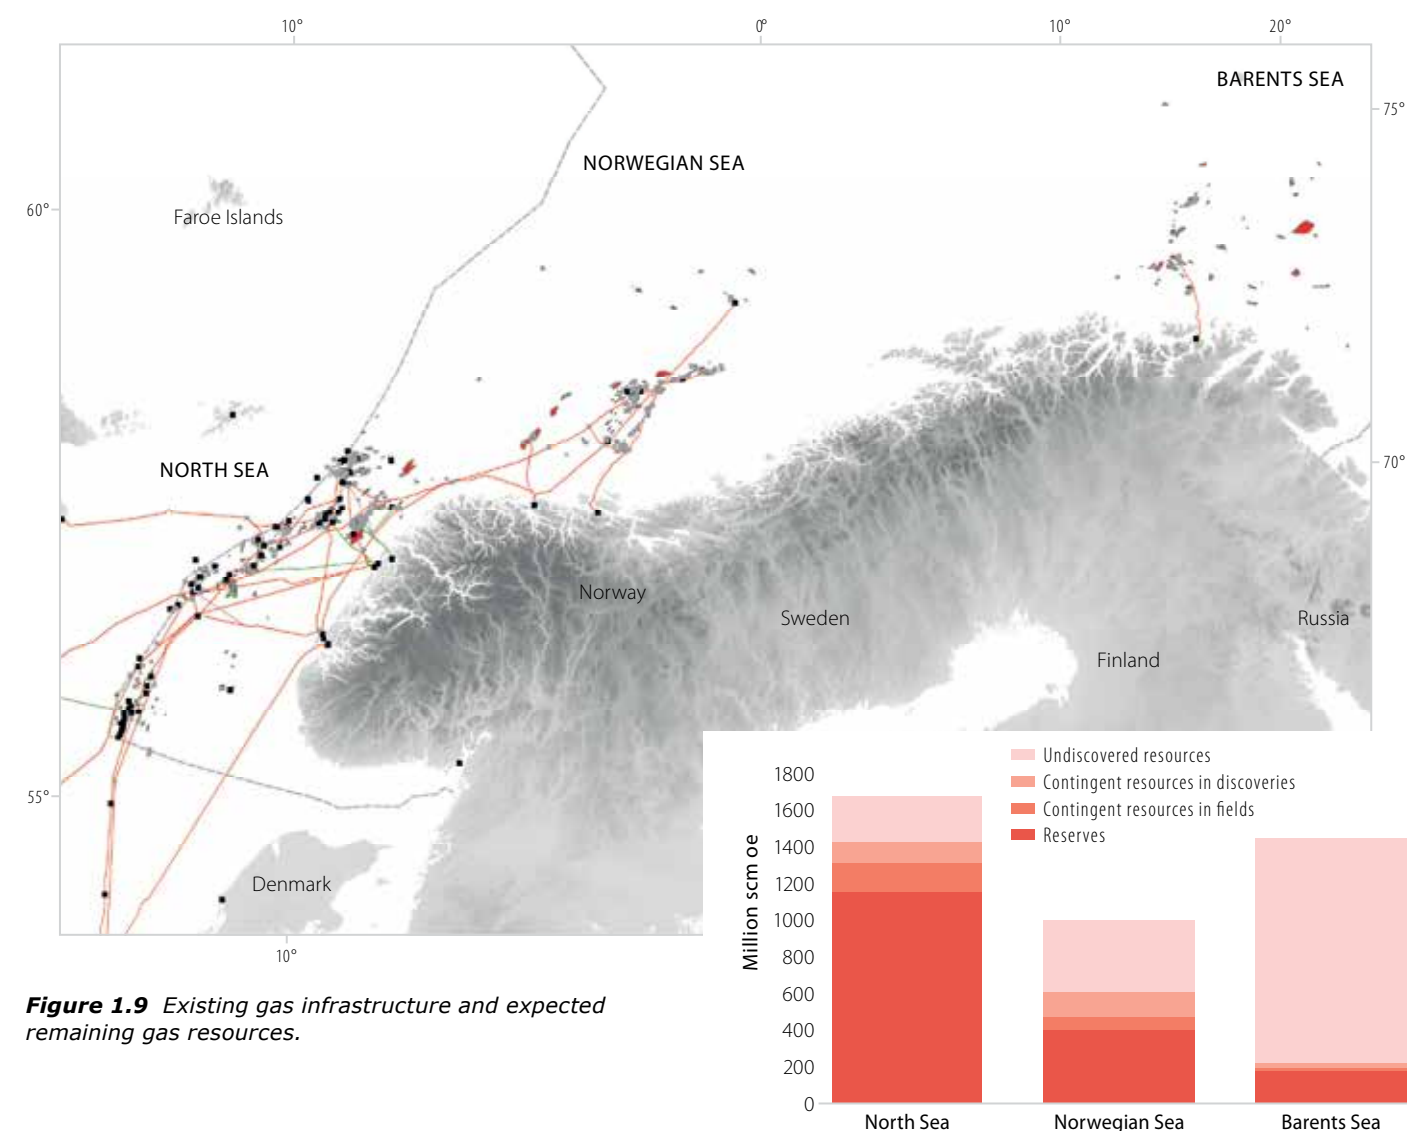 10°
0°
10°
20°
BARENTS SEA
75°
NORWEGIAN SEA
60°
Faroe Islands
NORTH SEA
70°
Norway
Sweden
Russia
Finland
55°
Denmark
10°
Undiscovered resources
Contingent resources in discoveries
Contingent resources in fields
Reserves
Million scm oe
1800
1600
1400
1200
1000
800
600
400
200
0
North Sea
Norwegian Sea
Barents Sea
Figure 1.9 Existing gas infrastructure and expected
remaining gas resources.